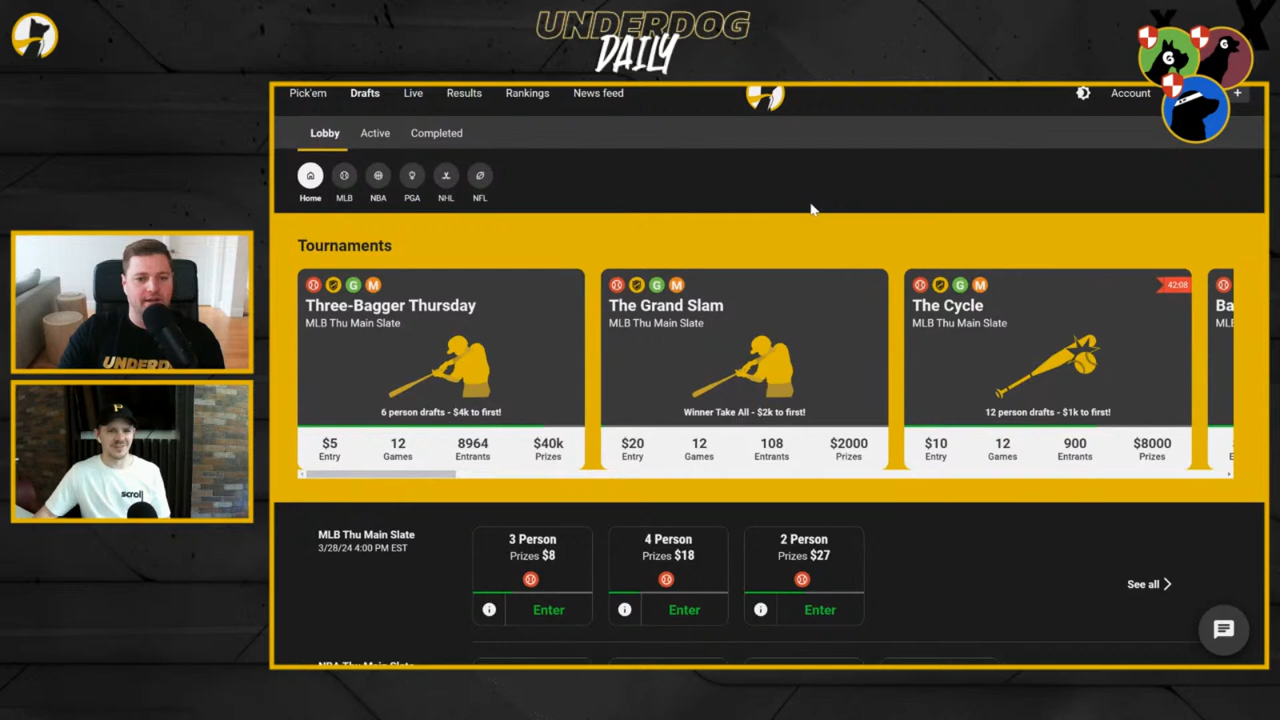 UNDERDOG
DAILY
Pick'em Drafts Live Results Rankings News feed Account +
Lobby Active Completed
Home MLB NBA PGA NHL NFL
Tournaments
G M
Three-Bagger Thursday
MLB Thu Main Slate
6 person drafts - $4k to first!
$5 12 8964 $40k
Entry Games Entrants Prizes
G M
The Grand Slam
MLB Thu Main Slate
Winner Take All - $2k to first!
$20 12 108 $2000
Entry Games Entrants Prizes
G M 42:08
The Cycle
MLB Thu Main Slate
12 person drafts - $1k to first!
$10 12 900 $8000
Entry Games Entrants Prizes
Ba
MLB Thu Main Slate
3/28/24 4:00 PM EST
3 Person
Prizes $8
Enter
4 Person
Prizes $18
Enter
2 Person
Prizes $27
Enter
See all
NBA Thu Main Slate
UNDERD
P
scroll
G G